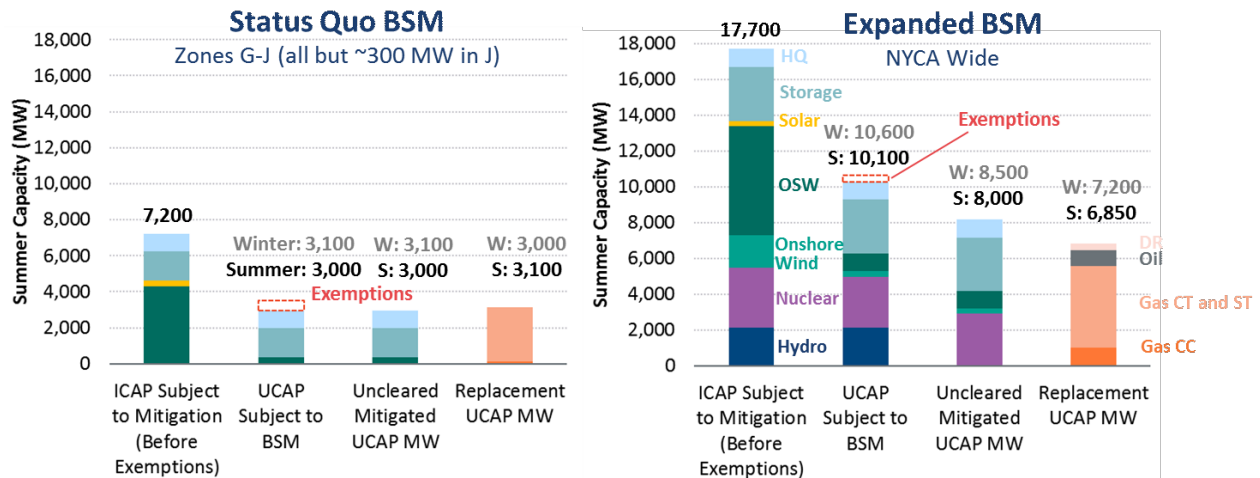 Status Quo BSM
Zones G-J (all but ~300 MW in J)
Summer Capacity (MW)
18,000
16,000
14,000
12,000
10,000
8,000
6,000
4,000
2,000
0
7,200
Winter: 3,100
Summer: 3,000
Exemptions
W: 3,100
S: 3,000
W: 3,000
S: 3,100
ICAP Subject
to Mitigation
(Before
Exemptions)
UCAP
Subject to
BSM
Uncleared
Mitigated
UCAP MW
Replacement
UCAP MW
Expanded BSM
NYCA Wide
Summer Capacity (MW)
18,000
16,000
14,000
12,000
10,000
8,000
6,000
4,000
2,000
0
17,700
HQ
Storage
Solar
OSW
Onshore
Wind
Nuclear
Hydro
Exemptions
W: 10,600
S: 10,100
W: 8,500
S: 8,000
W: 7,200
S: 6,850
DR
Oil
Gas CT and ST
Gas CC
ICAP Subject
to Mitigation
(Before
Exemptions)
UCAP
Subject to
BSM
Uncleared
Mitigated
UCAP MW
Replacement
UCAP MW